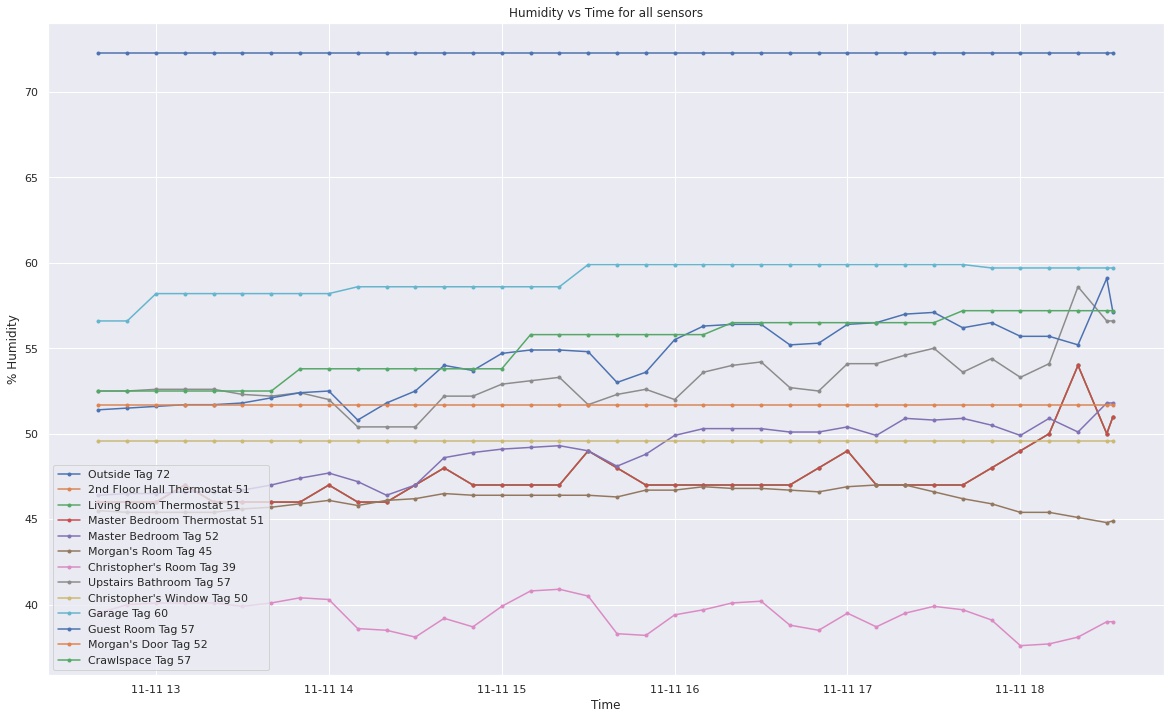 Humidity vs Time for all sensors
% Humidity
70
65
60
55
50
45
40
Outside Tag 72
2nd Floor Hall Thermostat 51
Living Room Thermostat 51
Master Bedroom Thermostat 51
Master Bedroom Tag 52
Morgan's Room Tag 45
Christopher's Room Tag 39
Upstairs Bathroom Tag 57
Christopher's Window Tag 50
Garage Tag 60
Guest Room Tag 57
Morgan's Door Tag 52
Crawlspace Tag 57
11-11 13
11-11 14
11-11 15
11-11 16
11-11 17
11-11 18
Time